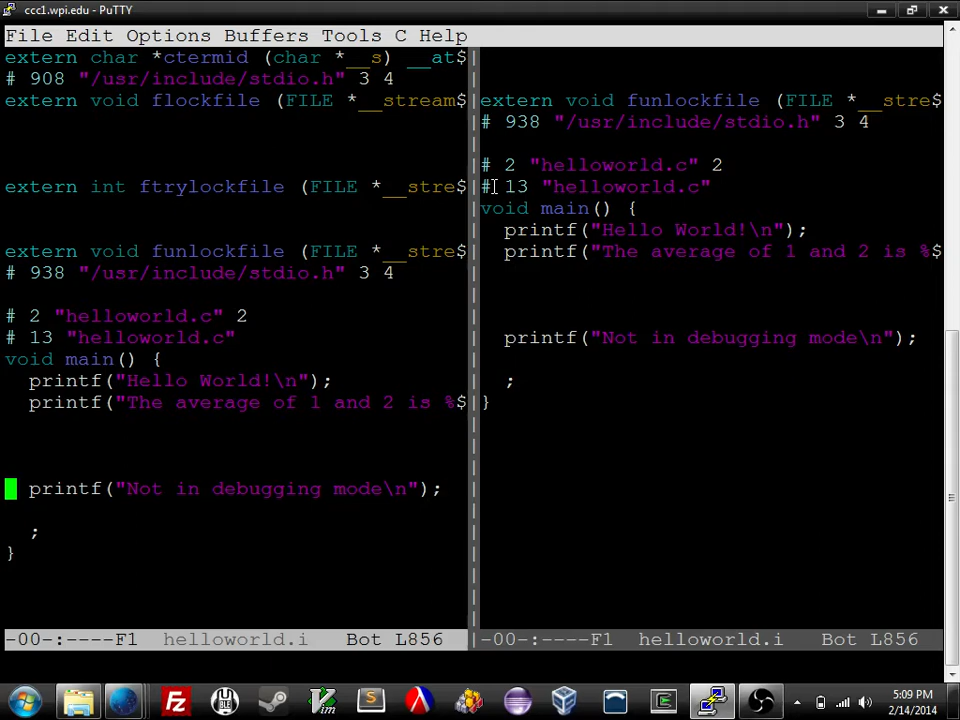 ccc1.wpi.edu - PuTTY
File Edit Options Buffers Tools C Help
extern char *ctermid (char *__s) __at$
# 908 "/usr/include/stdio.h" 3 4
extern void flockfile (FILE *__stream$
extern int ftrylockfile (FILE *__stre$
extern void funlockfile (FILE *__stre$
# 938 "/usr/include/stdio.h" 3 4
# 2 "helloworld.c" 2
# 13 "helloworld.c"
void main() {
  printf("Hello World!\n");
  printf("The average of 1 and 2 is %$
  printf("Not in debugging mode\n");
  ;
}
-00-:----F1  helloworld.i   Bot L856
extern void funlockfile (FILE *__stre$
# 938 "/usr/include/stdio.h" 3 4
# 2 "helloworld.c" 2
# 13 "helloworld.c"
void main() {
  printf("Hello World!\n");
  printf("The average of 1 and 2 is %$
  printf("Not in debugging mode\n");
  ;
}
-00-:----F1  helloworld.i   Bot L856
5:09 PM
2/14/2014